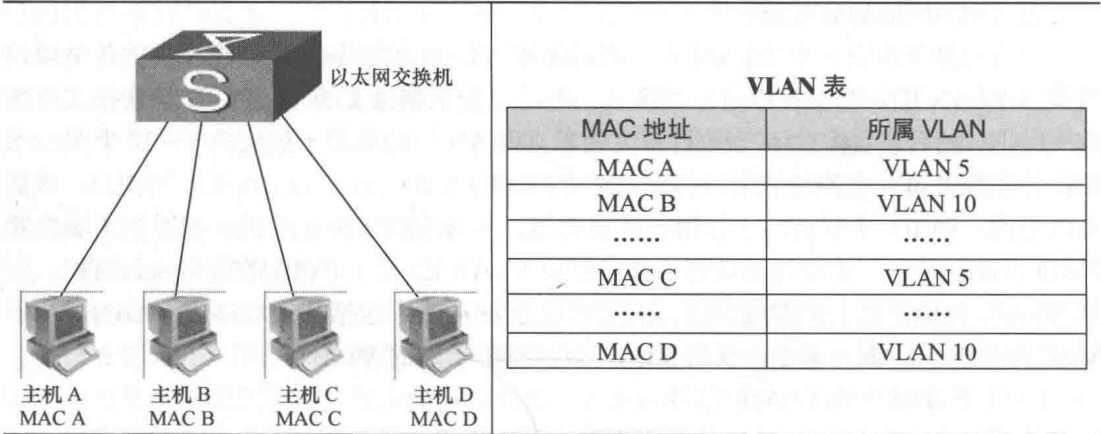 以太网交换机
主机 A
MAC A
主机 B
MAC B
主机 C
MAC C
主机 D
MAC D
VLAN 表
MAC 地址 所属 VLAN
MAC A VLAN 5
MAC B VLAN 10
…… ……
MAC C VLAN 5
…… ……
MAC D VLAN 10